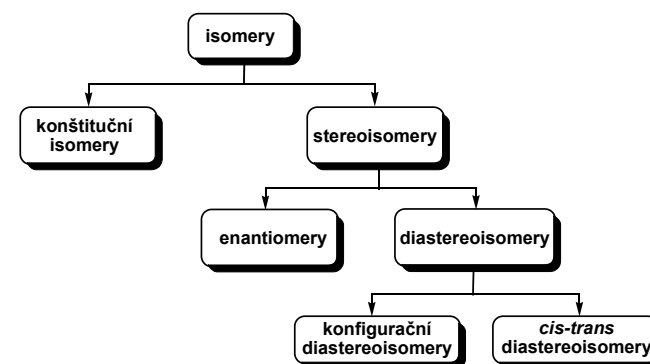 isomery
konštituční
isomery
stereoisomery
enantiomery
diastereoisomery
konfigurační
diastereoisomery
cis-trans
diastereoisomery